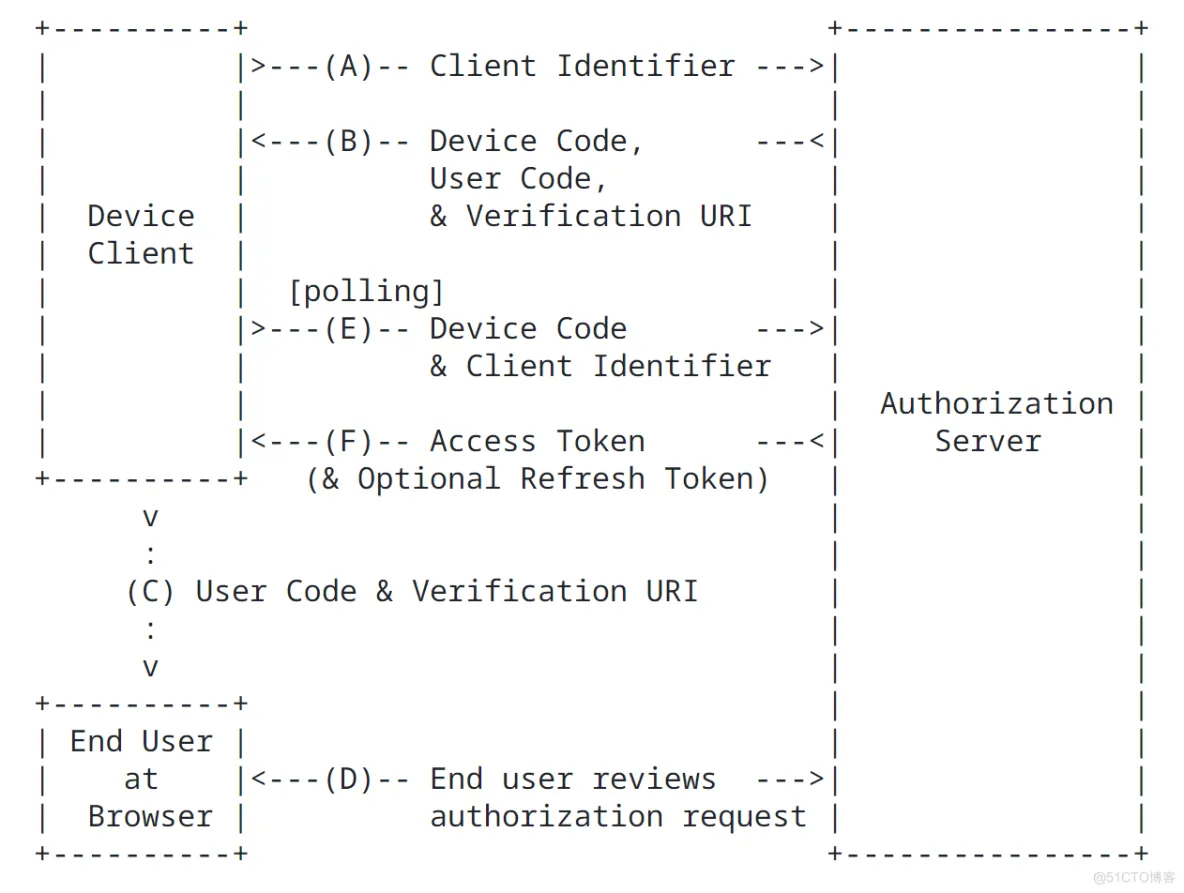 +----------+                                +----------------+
|          |>---(A)-- Client Identifier --->|                |
|          |                                |                |
|          |<---(B)-- Device Code,      ---<|                |
|          |          User Code,            |                |
|  Device  |          & Verification URI    |                |
|  Client  |                                |                |
|          |  [polling]                     |                |
|          |>---(E)-- Device Code       --->|                |
|          |          & Client Identifier   |                |
|          |                                |  Authorization |
|          |<---(F)-- Access Token      ---<|     Server     |
+----------+   (& Optional Refresh Token)   |                |
      v                                     |                |
      :                                     |                |
     (C) User Code & Verification URI       |                |
      :                                     |                |
      v                                     |                |
+----------+                                |                |
| End User |                                |                |
|    at    |<---(D)-- End user reviews  --->|                |
|  Browser |          authorization request |                |
+----------+                                +----------------+
@51CTO博客